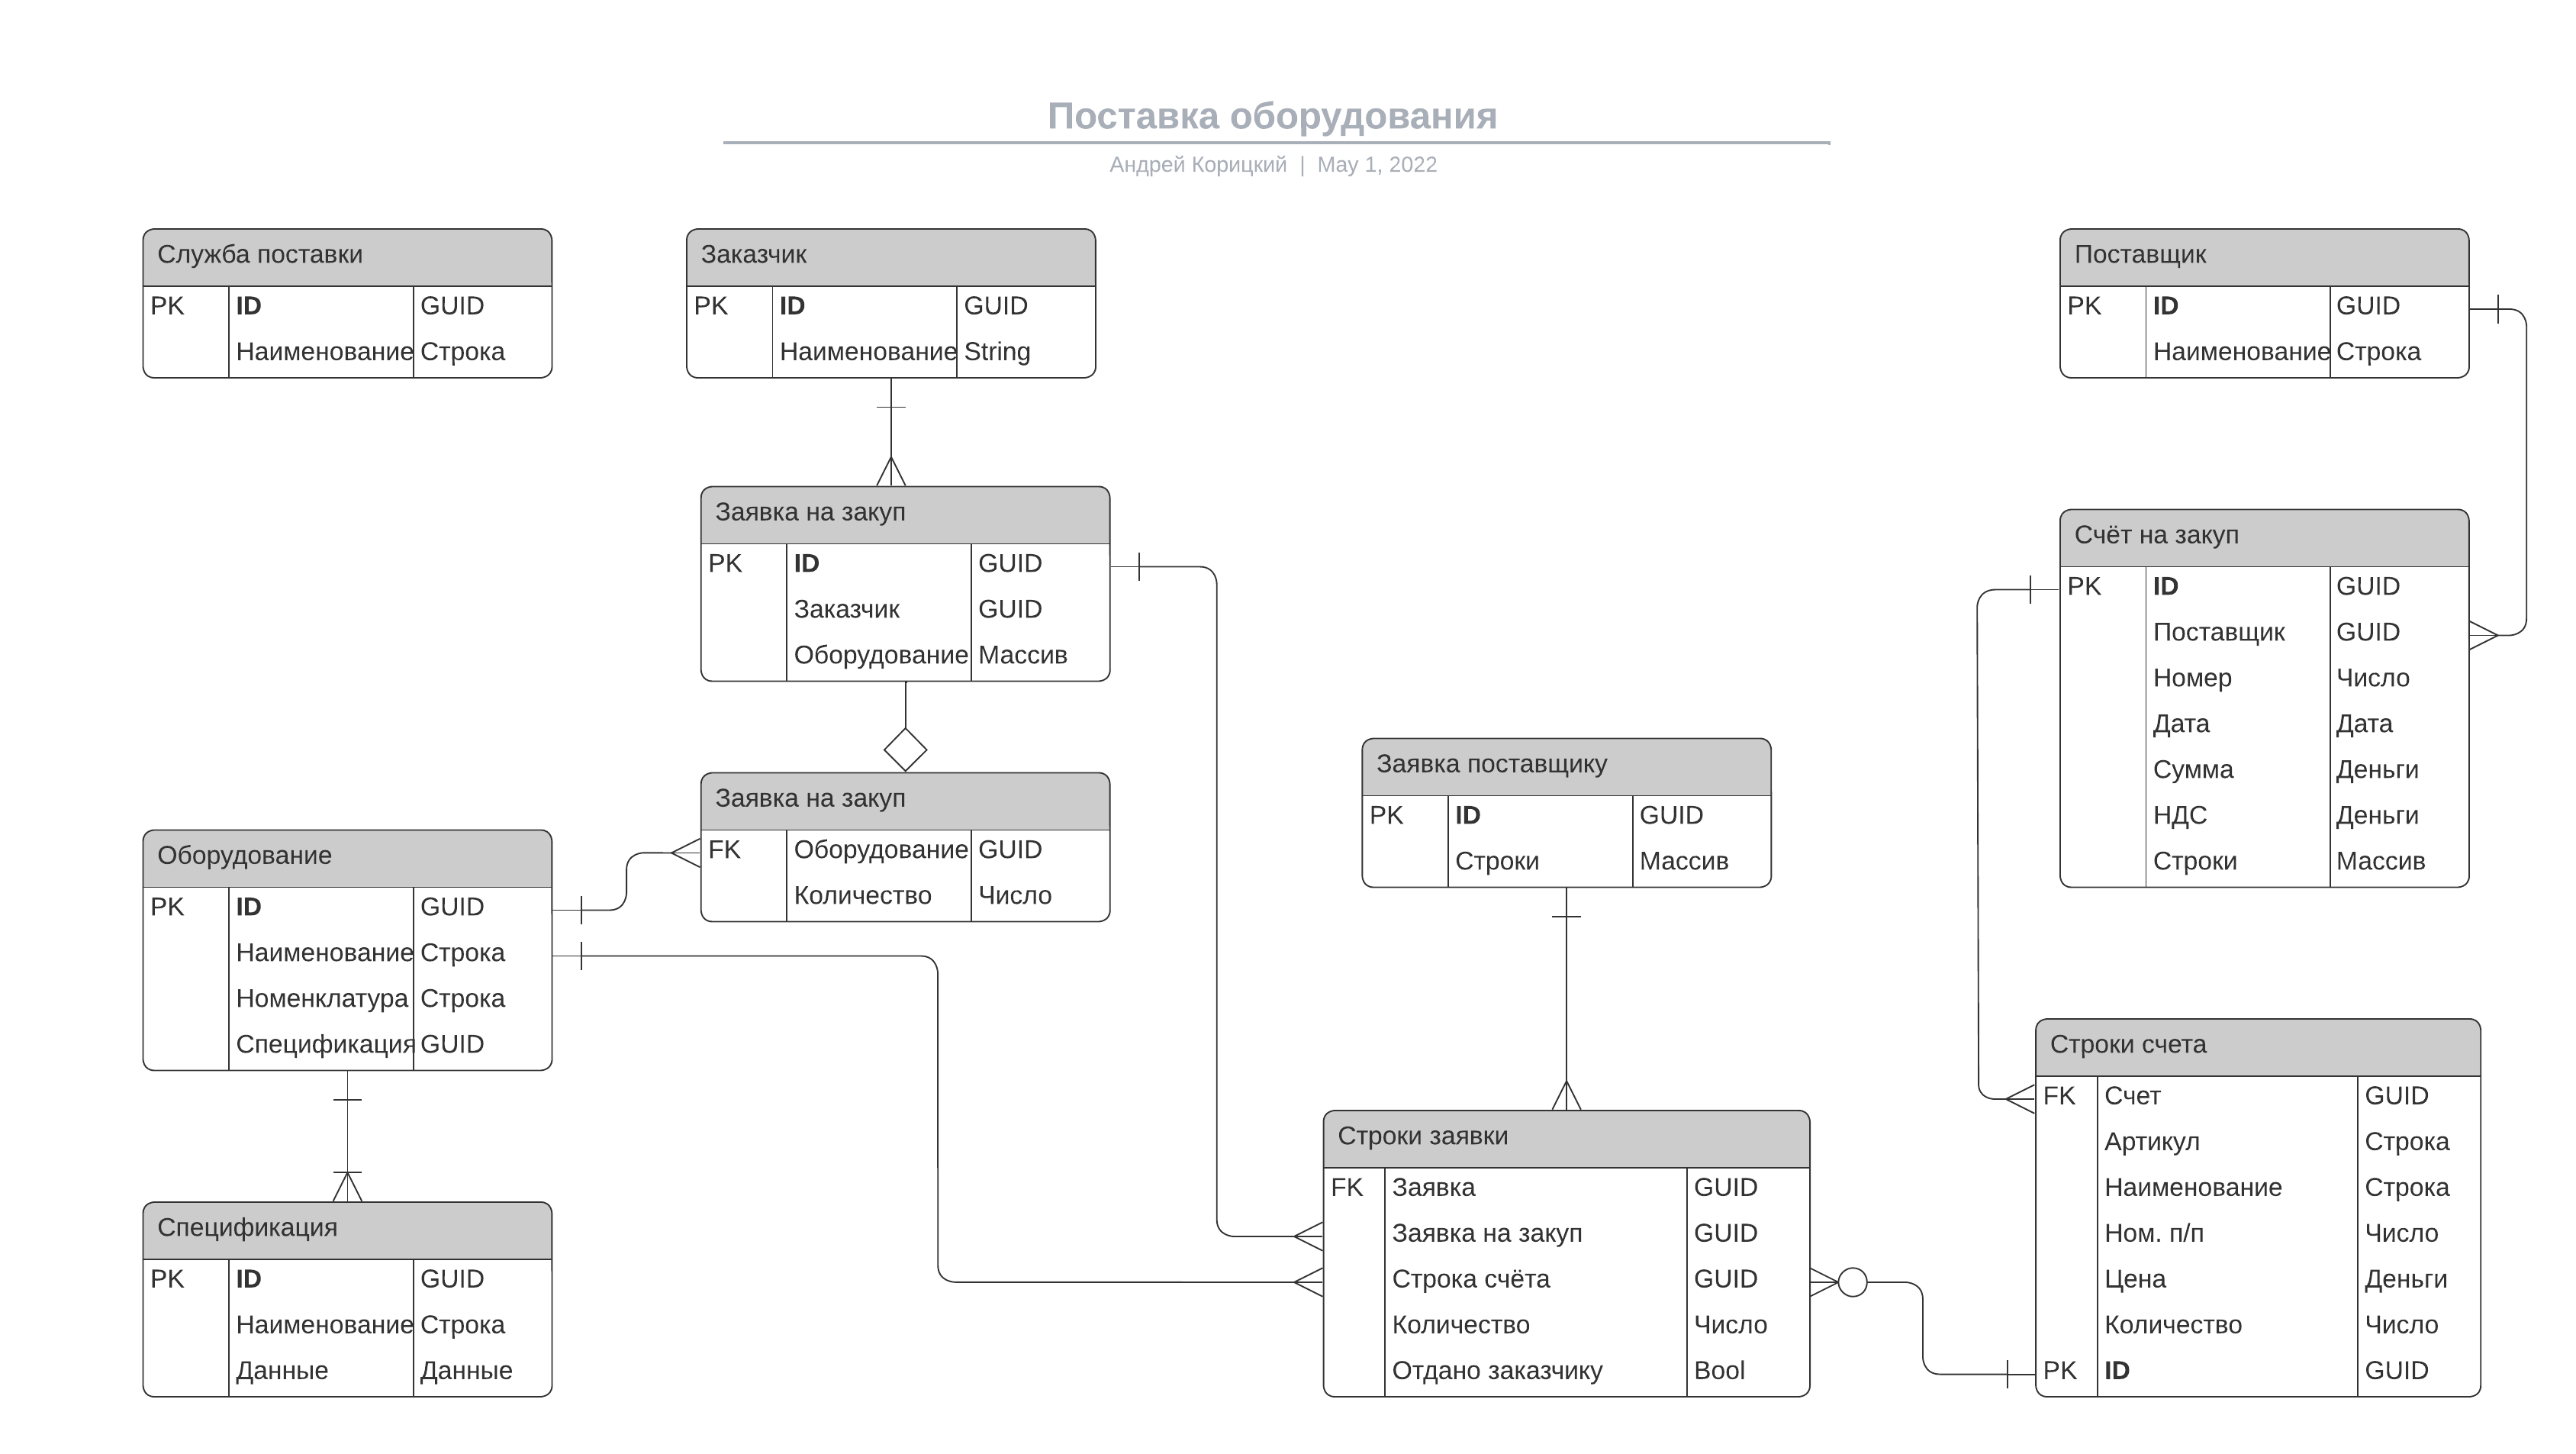 Поставка оборудования
Андрей Корицкий | May 1, 2022
Служба поставки
PK ID GUID
Наименование Строка
Заказчик
PK ID GUID
Наименование String
Поставщик
PK ID GUID
Наименование Строка
Заявка на закуп
PK ID GUID
Заказчик GUID
Оборудование Массив
Счёт на закуп
PK ID GUID
Поставщик GUID
Номер Число
Дата Дата
Сумма Деньги
НДС Деньги
Строки Массив
Заявка поставщику
PK ID GUID
Строки Массив
Заявка на закуп
FK Оборудование GUID
Количество Число
Оборудование
PK ID GUID
Наименование Строка
Номенклатура Строка
Спецификация GUID
Строки счета
FK Счет GUID
Артикул Строка
Наименование Строка
Ном. п/п Число
Цена Деньги
Количество Число
PK ID GUID
Строки заявки
FK Заявка GUID
Заявка на закуп GUID
Строка счёта GUID
Количество Число
Отдано заказчику Bool
Спецификация
PK ID GUID
Наименование Строка
Данные Данные